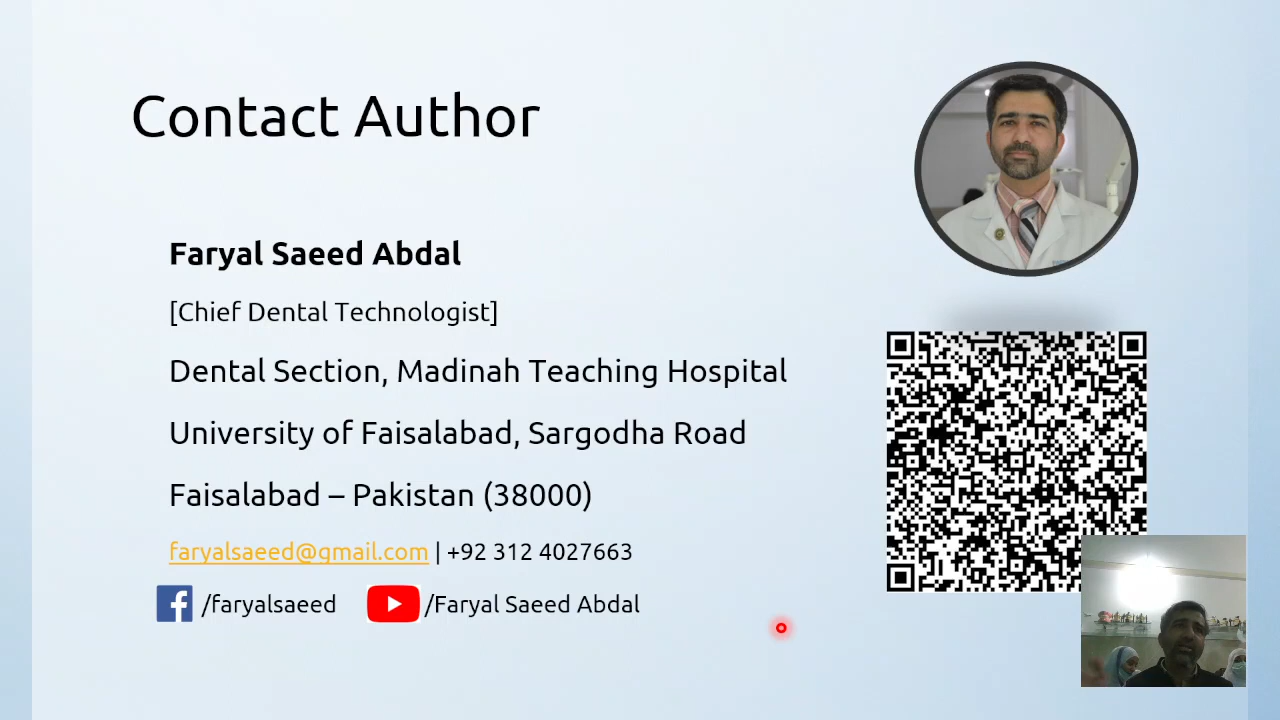 Contact Author
Faryal Saeed Abdal
[Chief Dental Technologist]
Dental Section, Madinah Teaching Hospital
University of Faisalabad, Sargodha Road
Faisalabad – Pakistan (38000)
faryalsaeed@gmail.com | +92 312 4027663
/faryalsaeed /Faryal Saeed Abdal